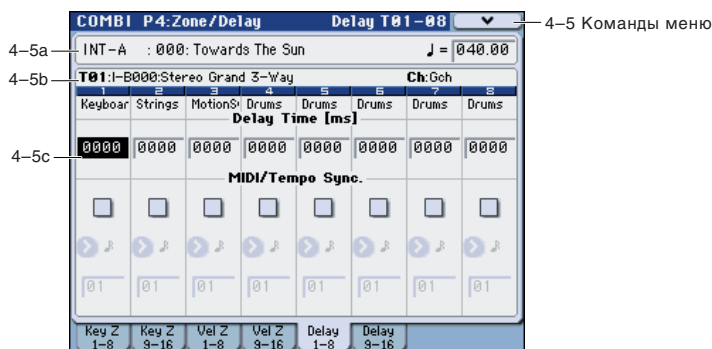 COMBI P4:Zone/Delay Delay T01-08
4–5 Команды меню
4–5a
INT-A : 000: Towards The Sun ♩ = 040.00
4–5b
T01:I-B000:Stereo Grand 3-Way Ch:Gch
1 2 3 4 5 6 7 8
Keyboar Strings MotionS Drums Drums Drums Drums Drums
Delay Time [ms]
4–5c
0000 0000 0000 0000 0000 0000 0000 0000
MIDI/Tempo Sync.
01 01 01 01 01 01 01 01
Key Z 1-8 Key Z 9-16 Vel Z 1-8 Vel Z 9-16 Delay 1-8 Delay 9-16